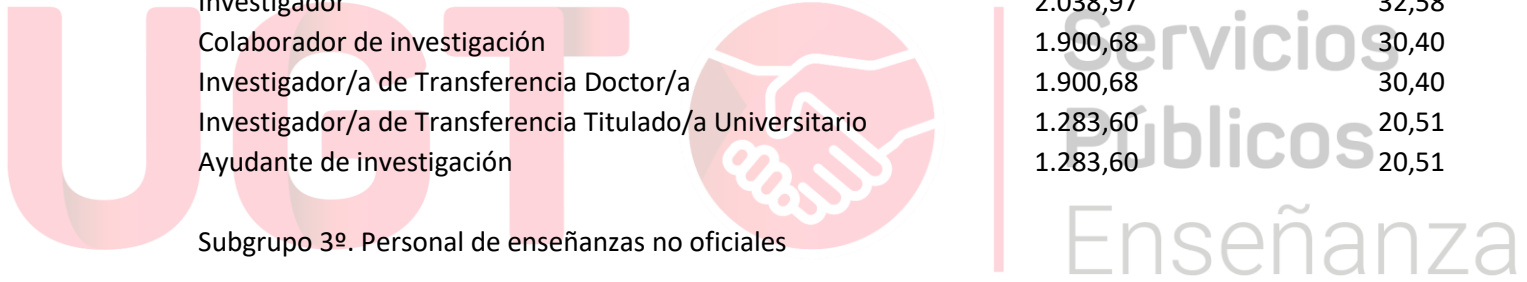 Investigador 2.038,97 32,58
Colaborador de investigación 1.900,68 30,40
Investigador/a de Transferencia Doctor/a 1.900,68 30,40
Investigador/a de Transferencia Titulado/a Universitario 1.283,60 20,51
Ayudante de investigación 1.283,60 20,51
Subgrupo 3º. Personal de enseñanzas no oficiales
UGT
Servicios
Públicos
Enseñanza